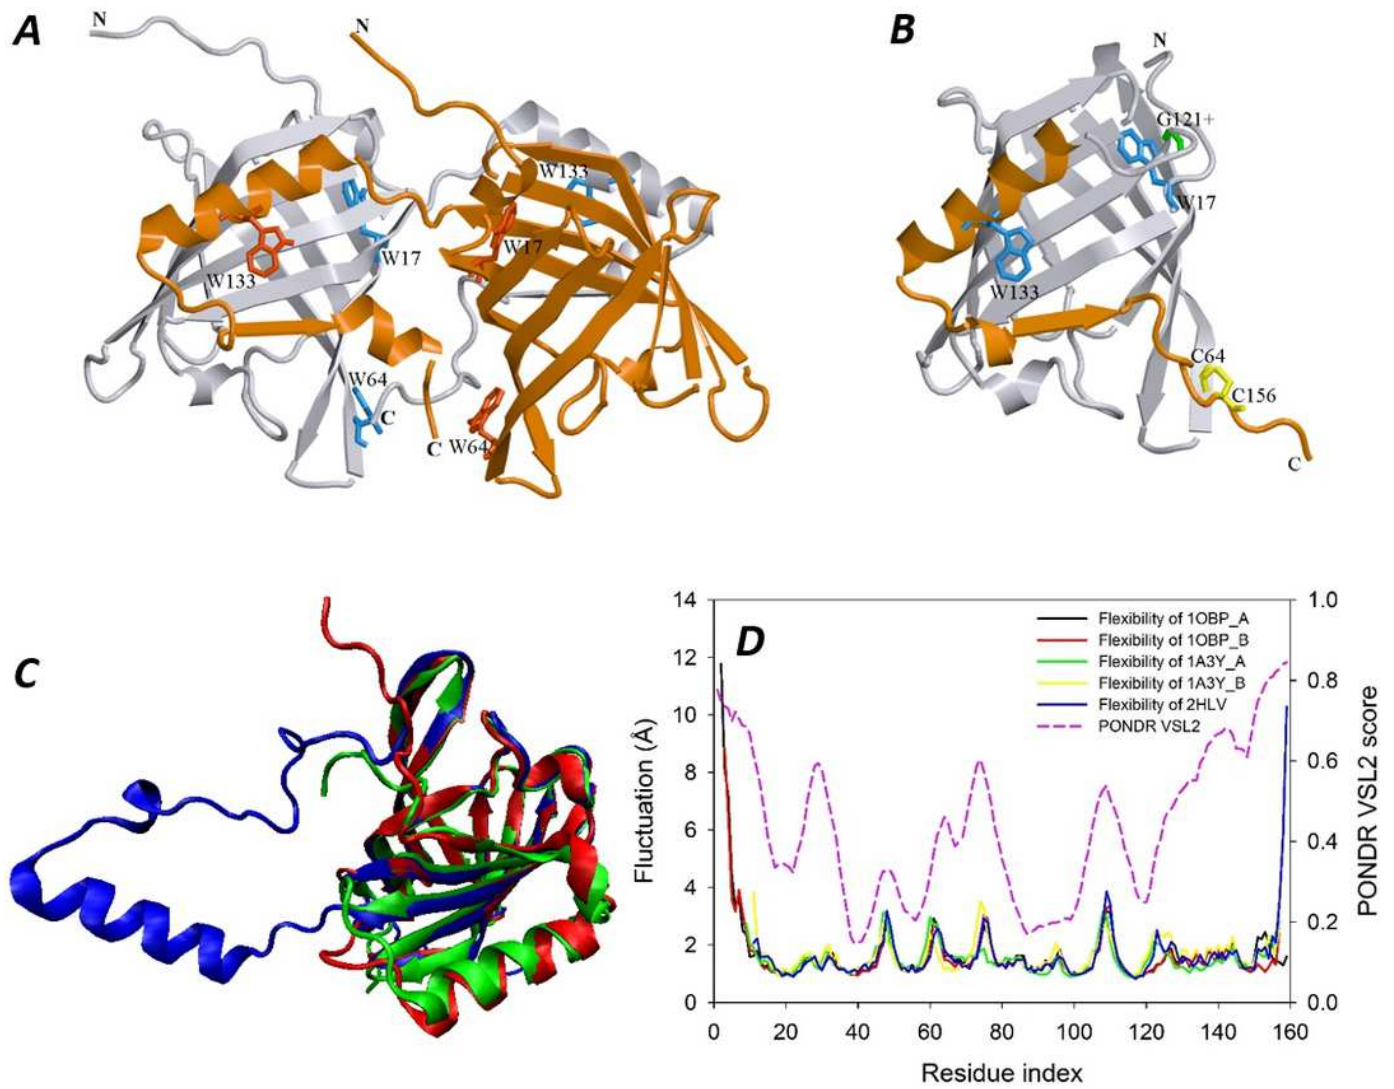 A
N
N
W133
W17
W17
W133
W64
C
C
W64
B
N
G121+
W17
W133
C64
C156
C
C
D
14
12
10
8
6
4
2
0
Fluctuation (Å)
Flexibility of 1OBP_A
Flexibility of 1OBP_B
Flexibility of 1A3Y_A
Flexibility of 1A3Y_B
Flexibility of 2HLV
PONDR VSL2
1.0
0.8
0.6
0.4
0.2
0.0
PONDR VSL2 score
0 20 40 60 80 100 120 140 160
Residue index